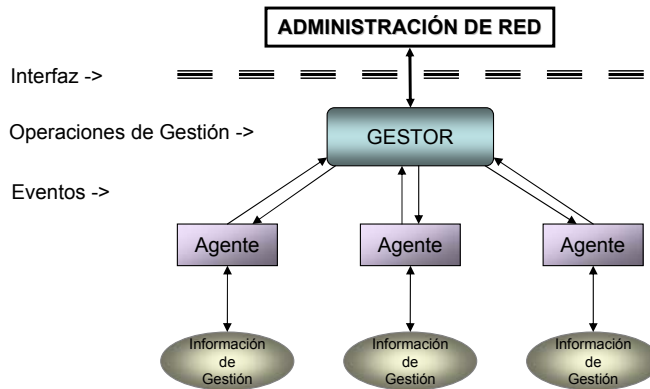 ADMINISTRACIÓN DE RED
Interfaz ->
Operaciones de Gestión ->
GESTOR
Eventos ->
Agente
Agente
Agente
Información
de
Gestión
Información
de
Gestión
Información
de
Gestión